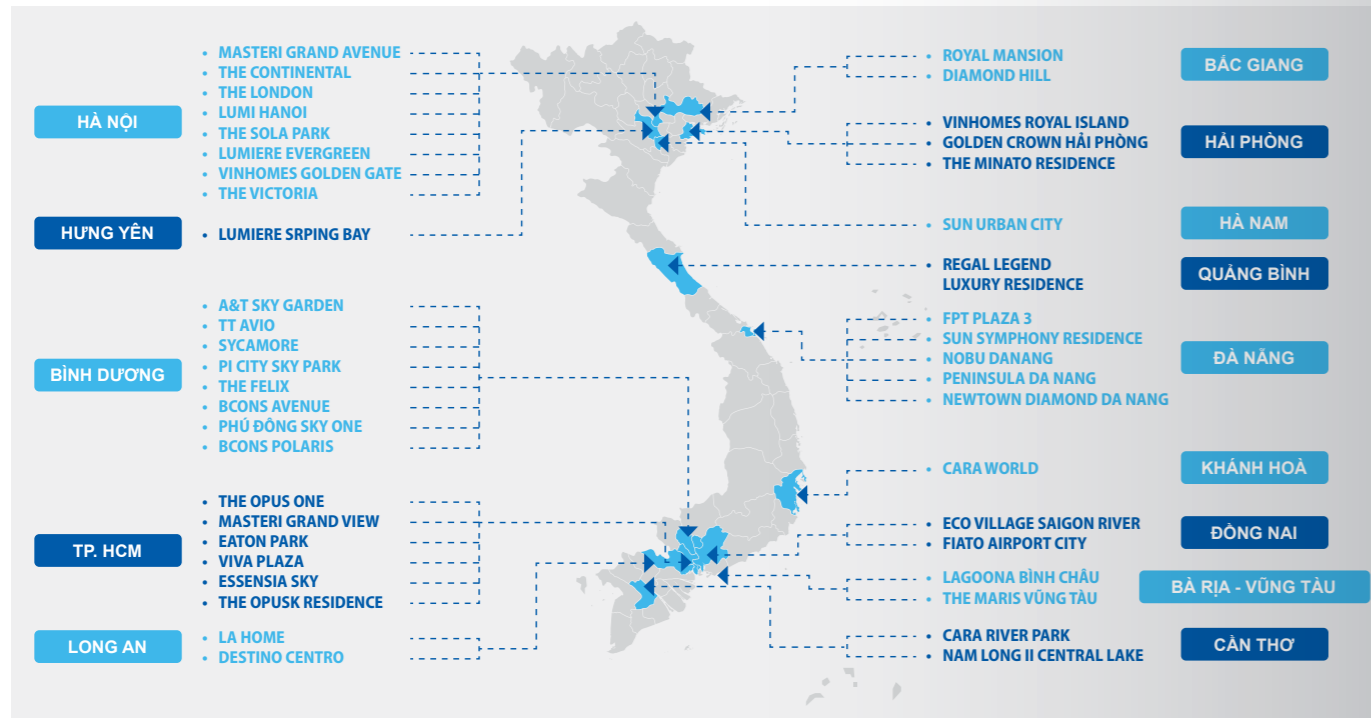 HÀ NỘI
• MASTERI GRAND AVENUE
• THE CONTINENTAL
• THE LONDON
• LUMI HANOI
• THE SOLA PARK
• LUMIERE EVERGREEN
• VINHOMES GOLDEN GATE
• THE VICTORIA
HƯNG YÊN
• LUMIERE SRPING BAY
BÌNH DƯƠNG
• A&T SKY GARDEN
• TT AVIO
• SYCAMORE
• PI CITY SKY PARK
• THE FELIX
• BCONS AVENUE
• PHÚ ĐÔNG SKY ONE
• BCONS POLARIS
TP. HCM
• THE OPUS ONE
• MASTERI GRAND VIEW
• EATON PARK
• VIVA PLAZA
• ESSENSIA SKY
• THE OPUSK RESIDENCE
LONG AN
• LA HOME
• DESTINO CENTRO
• ROYAL MANSION
• DIAMOND HILL
BẮC GIANG
• VINHOMES ROYAL ISLAND
• GOLDEN CROWN HẢI PHÒNG
• THE MINATO RESIDENCE
HẢI PHÒNG
• SUN URBAN CITY
HÀ NAM
• REGAL LEGEND
LUXURY RESIDENCE
QUẢNG BÌNH
• FPT PLAZA 3
• SUN SYMPHONY RESIDENCE
• NOBU DANANG
• PENINSULA DA NANG
• NEWTOWN DIAMOND DA NANG
ĐÀ NẴNG
• CARA WORLD
KHÁNH HOÀ
• ECO VILLAGE SAIGON RIVER
• FIATO AIRPORT CITY
ĐỒNG NAI
• LAGOONA BÌNH CHÂU
• THE MARIS VŨNG TÀU
BÀ RỊA - VŨNG TÀU
• CARA RIVER PARK
• NAM LONG II CENTRAL LAKE
CẦN THƠ